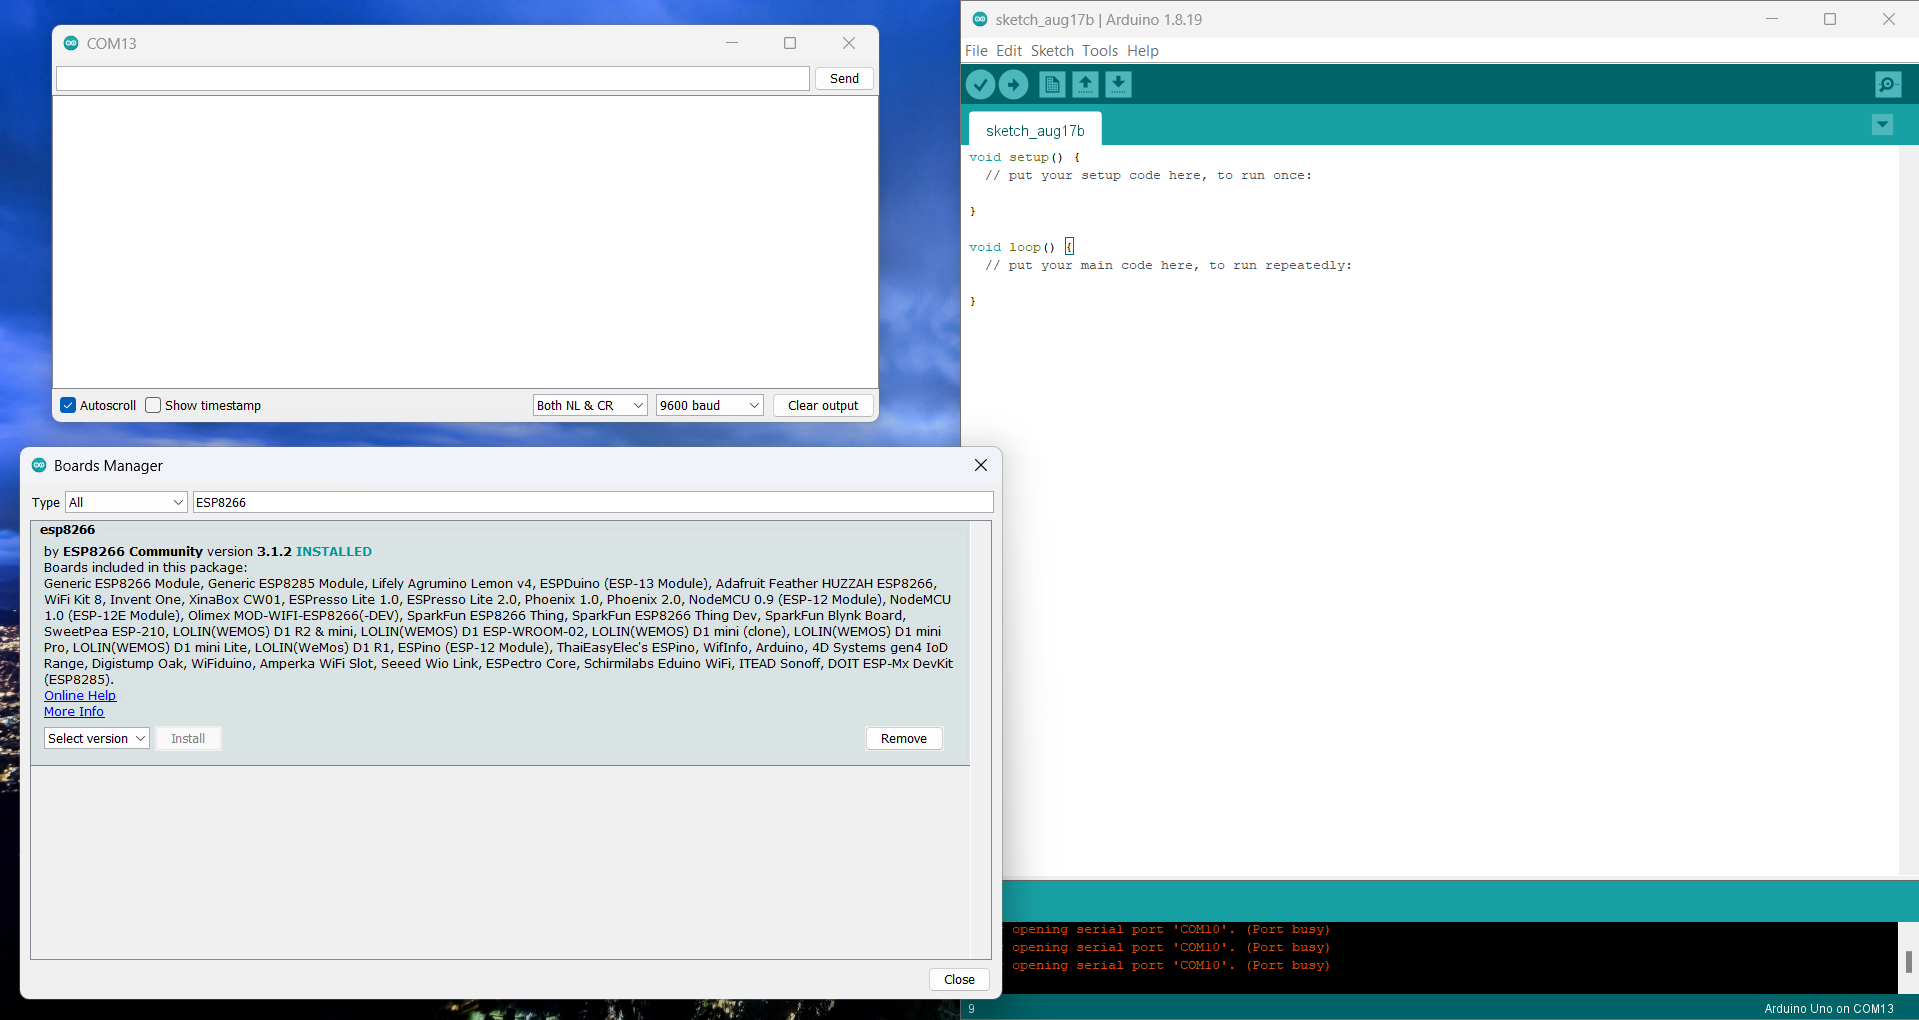 COM13
Send
Autoscroll
Show timestamp
Both NL & CR
9600 baud
Clear output
Boards Manager
Type
All
ESP8266
esp8266
by ESP8266 Community version 3.1.2 INSTALLED
Boards included in this package:
Generic ESP8266 Module, Generic ESP8285 Module, Lifely Agrumino Lemon v4, ESPDuino (ESP-13 Module), Adafruit Feather HUZZAH ESP8266,
WiFi Kit 8, Invent One, XinaBox CW01, ESPresso Lite 1.0, ESPresso Lite 2.0, Phoenix 1.0, Phoenix 2.0, NodeMCU 0.9 (ESP-12 Module), NodeMCU
1.0 (ESP-12E Module), Olimex MOD-WIFI-ESP8266(-DEV), SparkFun ESP8266 Thing, SparkFun ESP8266 Thing Dev, SparkFun Blynk Board,
SweetPea ESP-210, LOLIN(WEMOS) D1 R2 & mini, LOLIN(WEMOS) D1 ESP-WROOM-02, LOLIN(WEMOS) D1 mini (clone), LOLIN(WEMOS) D1 mini
Pro, LOLIN(WEMOS) D1 mini Lite, LOLIN(WeMos) D1 R1, ESPino (ESP-12 Module), ThaiEasyElec's ESPino, WifInfo, Arduino, 4D Systems gen4 IoD
Range, Digistump Oak, WiFiduino, Amperka WiFi Slot, Seeed Wio Link, ESPectro Core, Schirmilabs Eduino WiFi, ITEAD Sonoff, DOIT ESP-Mx DevKit
(ESP8285).
Online Help
More Info
Select version
Install
Remove
Close
sketch_aug17b | Arduino 1.8.19
File Edit Sketch Tools Help
sketch_aug17b
void setup() {
  // put your setup code here, to run once:
}
void loop() {
  // put your main code here, to run repeatedly:
}
opening serial port 'COM10'. (Port busy)
opening serial port 'COM10'. (Port busy)
opening serial port 'COM10'. (Port busy)
9
Arduino Uno on COM13